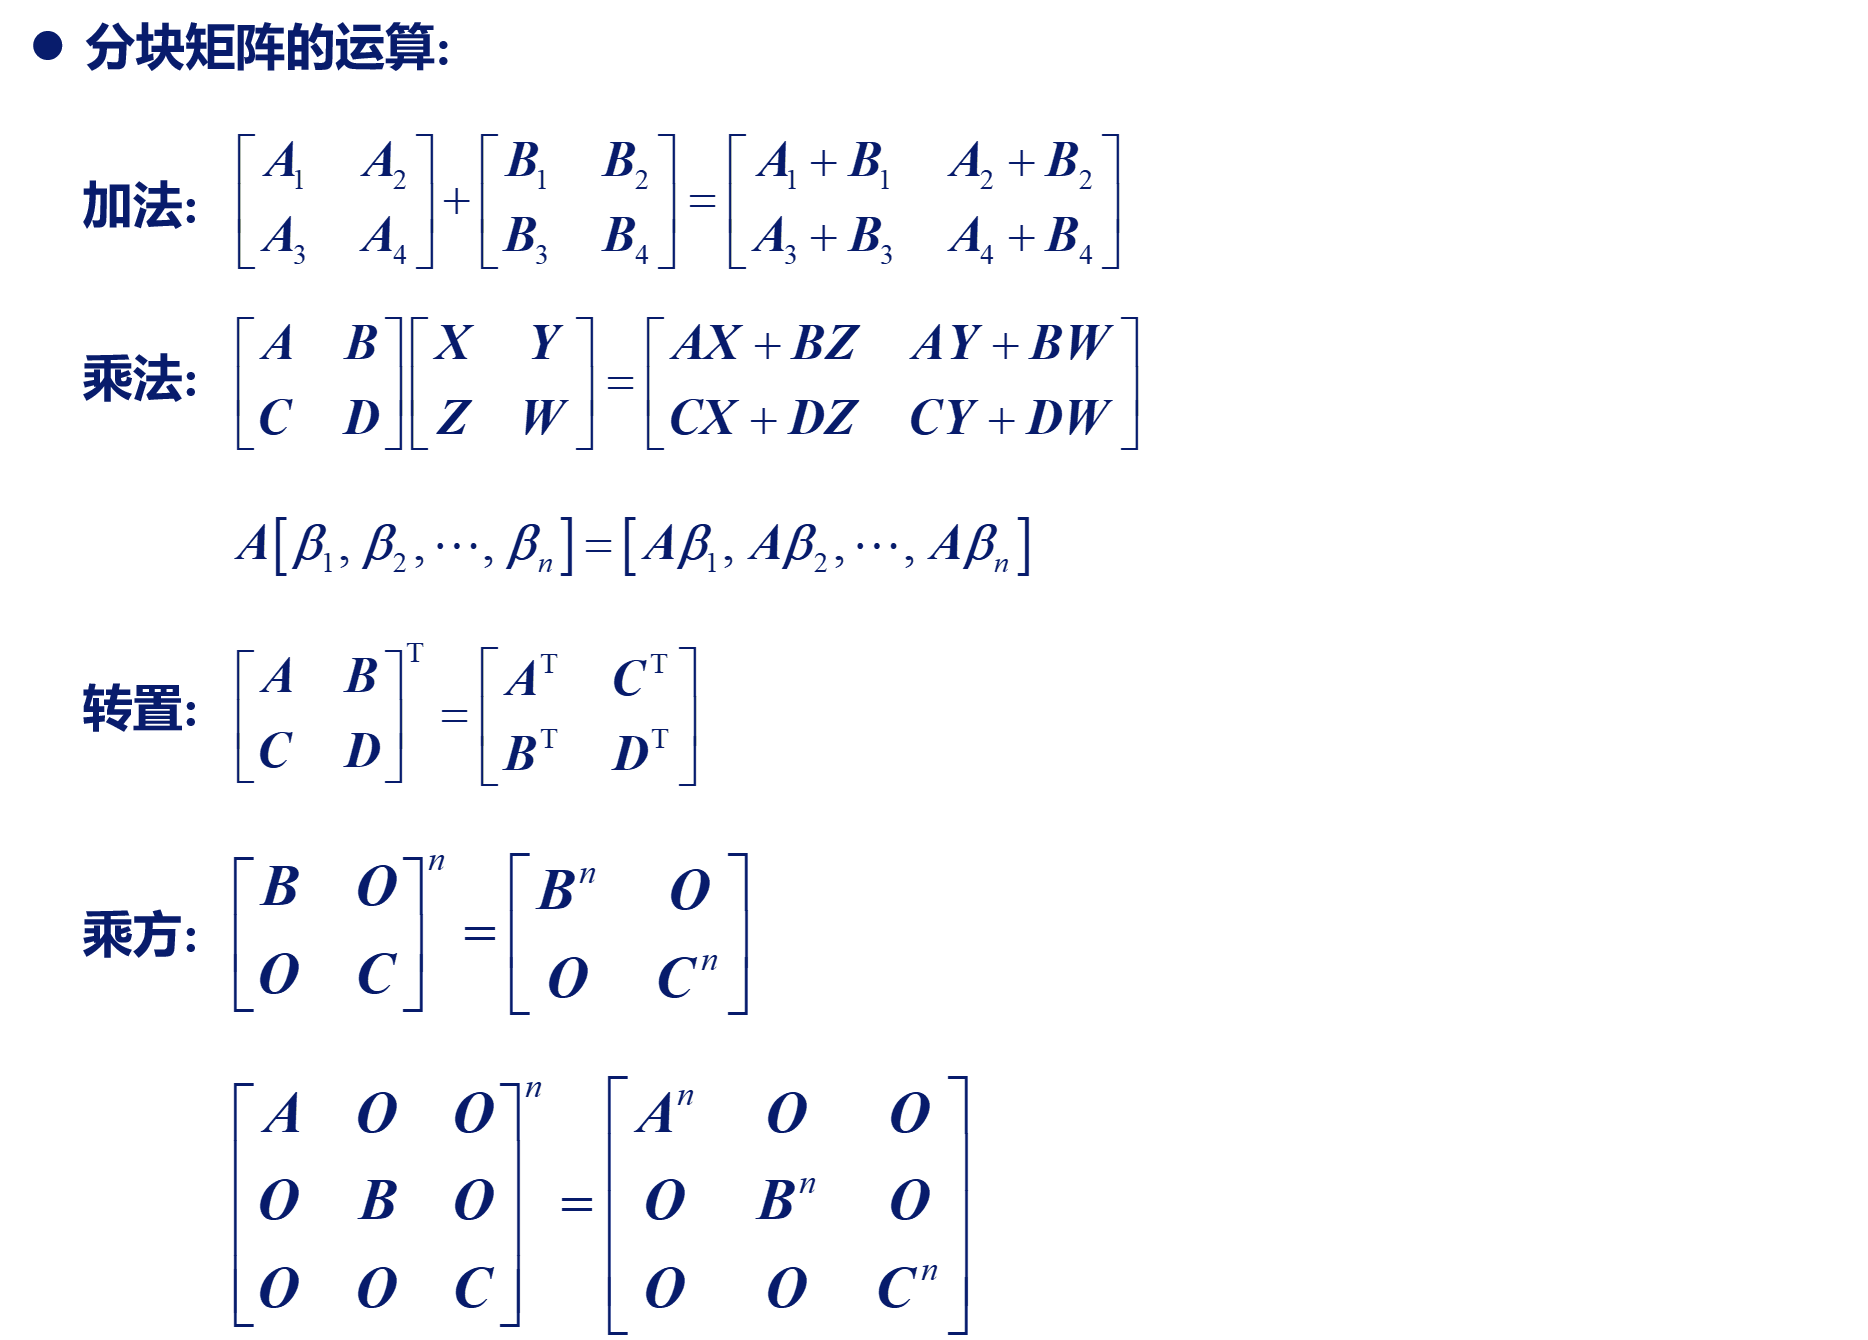 ● 分块矩阵的运算:
加法: $\begin{bmatrix} A_1 & A_2 \\ A_3 & A_4 \end{bmatrix} + \begin{bmatrix} B_1 & B_2 \\ B_3 & B_4 \end{bmatrix} = \begin{bmatrix} A_1 + B_1 & A_2 + B_2 \\ A_3 + B_3 & A_4 + B_4 \end{bmatrix}$
乘法: $\begin{bmatrix} A & B \\ C & D \end{bmatrix} \begin{bmatrix} X & Y \\ Z & W \end{bmatrix} = \begin{bmatrix} AX + BZ & AY + BW \\ CX + DZ & CY + DW \end{bmatrix}$
$A[\beta_1, \beta_2, \cdots, \beta_n] = [A\beta_1, A\beta_2, \cdots, A\beta_n]$
转置: $\begin{bmatrix} A & B \\ C & D \end{bmatrix}^{\mathrm{T}} = \begin{bmatrix} A^{\mathrm{T}} & C^{\mathrm{T}} \\ B^{\mathrm{T}} & D^{\mathrm{T}} \end{bmatrix}$
乘方: $\begin{bmatrix} B & O \\ O & C \end{bmatrix}^n = \begin{bmatrix} B^n & O \\ O & C^n \end{bmatrix}$
$\begin{bmatrix} A & O & O \\ O & B & O \\ O & O & C \end{bmatrix}^n = \begin{bmatrix} A^n & O & O \\ O & B^n & O \\ O & O & C^n \end{bmatrix}$